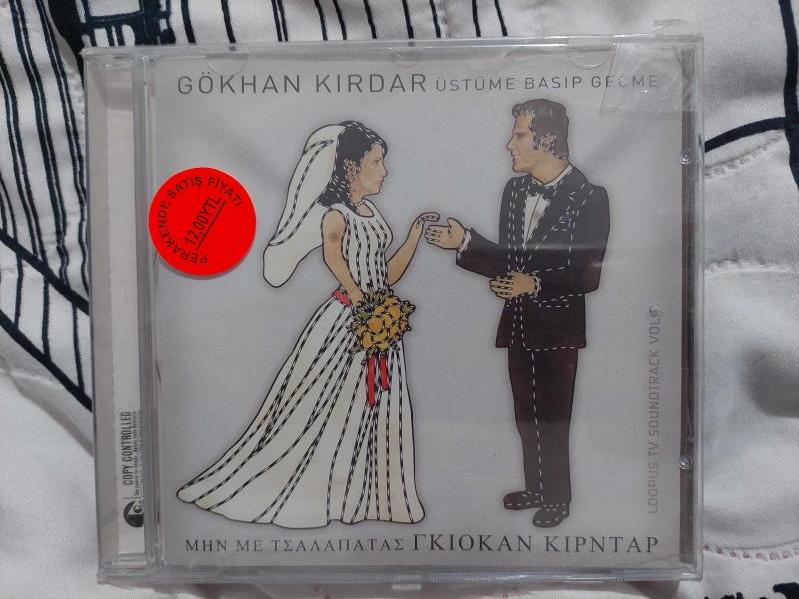 GÖKHAN KIRDAR ÜSTÜME BASIP GEÇME
PERAKENDE SATIŞ FİYATI
12,00YTL
LOOPUS TV SOUNDTRACK VOL
COPY CONTROLLED
ΜΗΝ ΜΕ ΤΣΑΛΑΠΑΤΑΣ ΓΚΙΟΚΑΝ ΚΙΡΝΤΑΡ